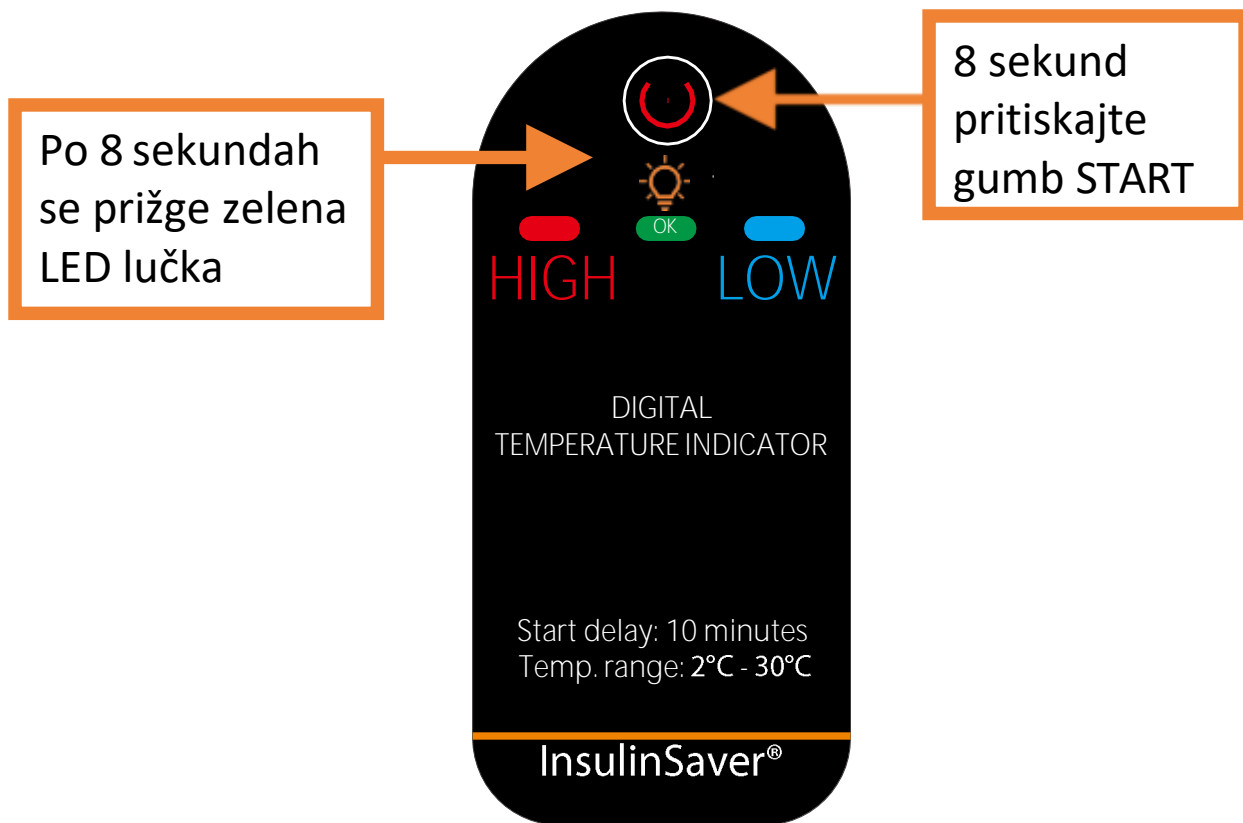 Po 8 sekundah
se prižge zelena
LED lučka
8 sekund
pritiskajte
gumb START
OK
HIGH
LOW
DIGITAL
TEMPERATURE INDICATOR
Start delay: 10 minutes
Temp. range: 2°C - 30°C
InsulinSaver®